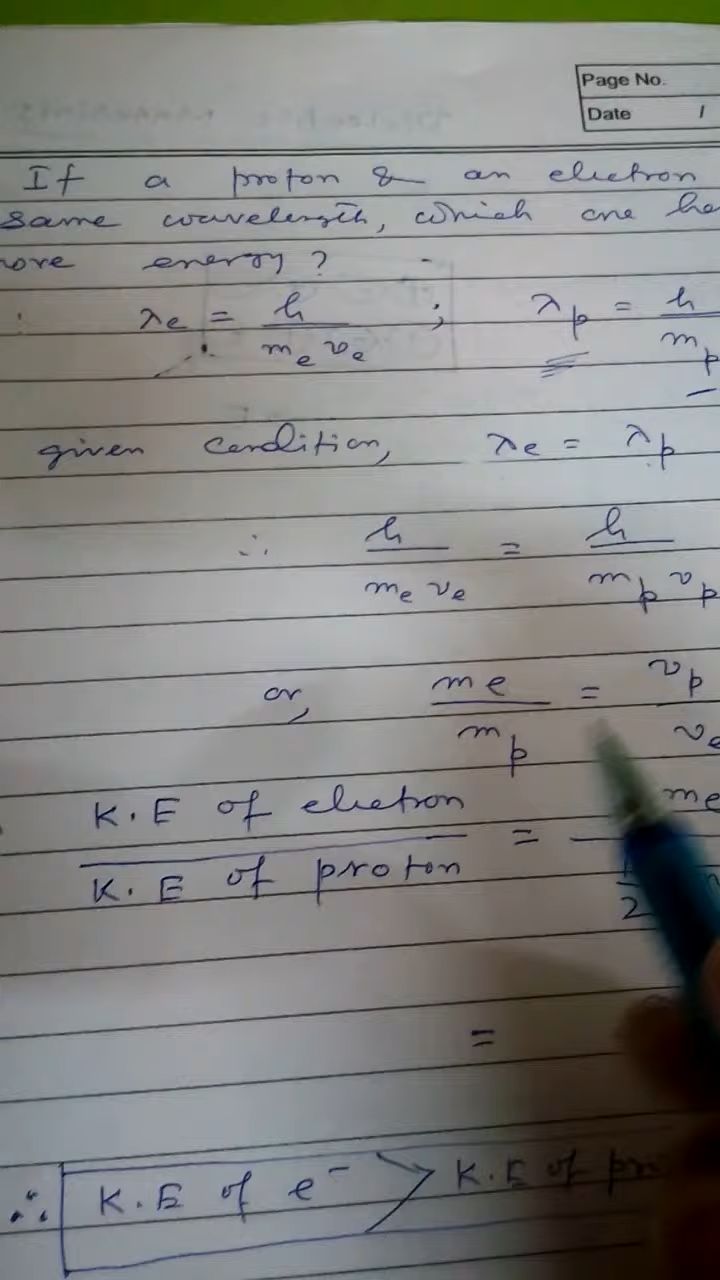 Page No.
Date /
If a proton & an electron
same wavelength, which one ha
ore energy?
: λe = h / me ve ; λp = h / mp
given condition, λe = λp
∴ h / me ve = h / mp vp
or, me / mp = vp / ve
K.E of electron / K.E of proton = me / 1/2
=
∴ K.E of e⁻ > K.E of pr